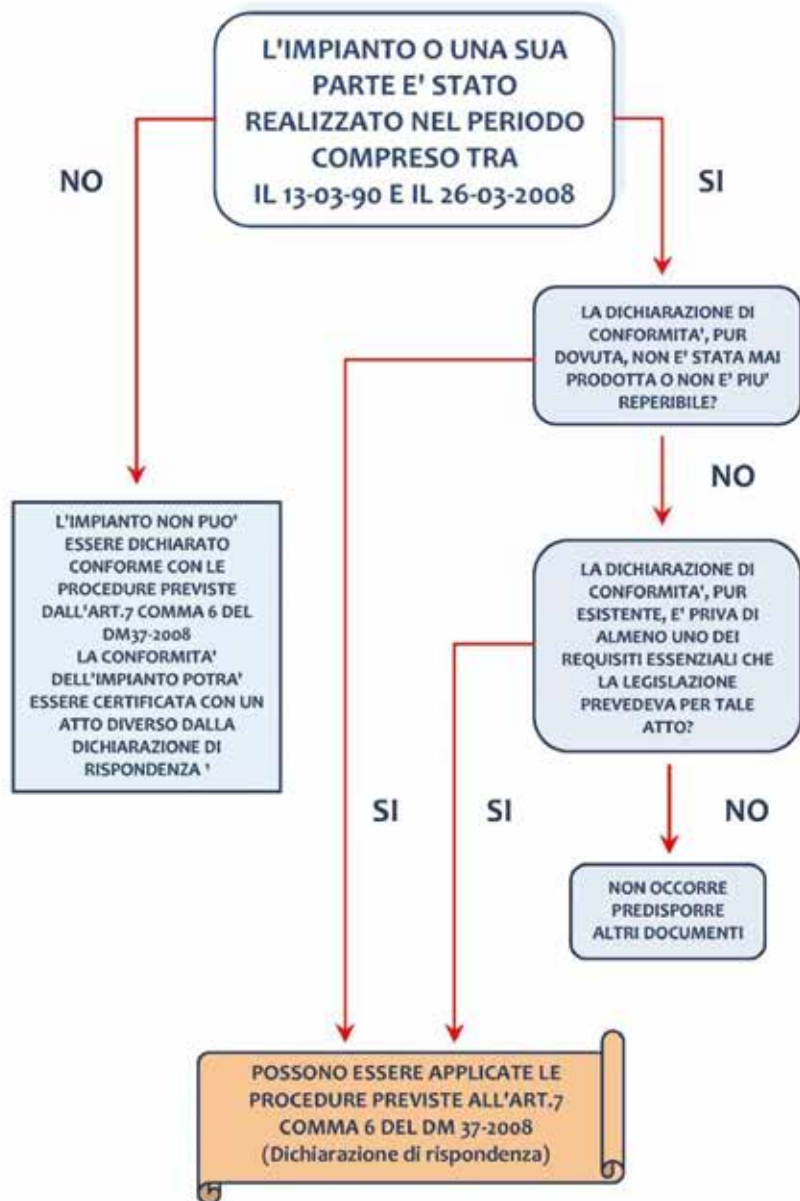 L'IMPIANTO O UNA SUA
PARTE E' STATO
REALIZZATO NEL PERIODO
COMPRESO TRA
IL 13-03-90 E IL 26-03-2008
NO
SI
LA DICHIARAZIONE DI
CONFORMITA', PUR
DOVUTA, NON E' STATA MAI
PRODOTTA O NON E' PIU'
REPERIBILE?
NO
L'IMPIANTO NON PUO'
ESSERE DICHIARATO
CONFORME CON LE
PROCEDURE PREVISTE
DALL'ART.7 COMMA 6 DEL
DM37-2008
LA CONFORMITA'
DELL'IMPIANTO POTRA'
ESSERE CERTIFICATA CON UN
ATTO DIVERSO DALLA
DICHIARAZIONE DI
RISPONDENZA ¹
LA DICHIARAZIONE DI
CONFORMITA', PUR
ESISTENTE, E' PRIVA DI
ALMENO UNO DEI
REQUISITI ESSENZIALI CHE
LA LEGISLAZIONE
PREVEDEVA PER TALE
ATTO?
SI
SI
NO
NON OCCORRE
PREDISPORRE
ALTRI DOCUMENTI
POSSONO ESSERE APPLICATE LE
PROCEDURE PREVISTE ALL'ART.7
COMMA 6 DEL DM 37-2008
(Dichiarazione di rispondenza)